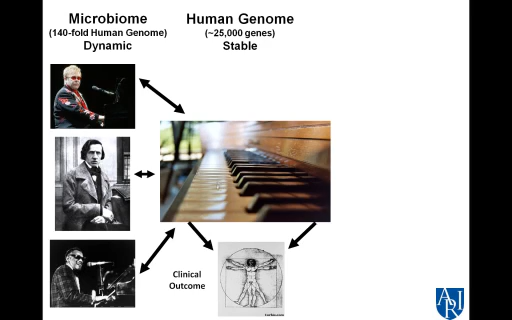 Microbiome
(140-fold Human Genome)
Dynamic
Human Genome
(~25,000 genes)
Stable
Clinical
Outcome